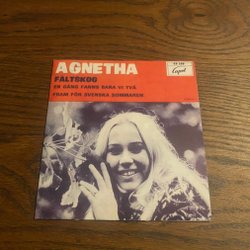 AGNETHA
FÄLTSKOG
EN GÅNG FANNS BARA VI TVÅ
FRAM FÖR SVENSKA SOMMAREN
Cupol